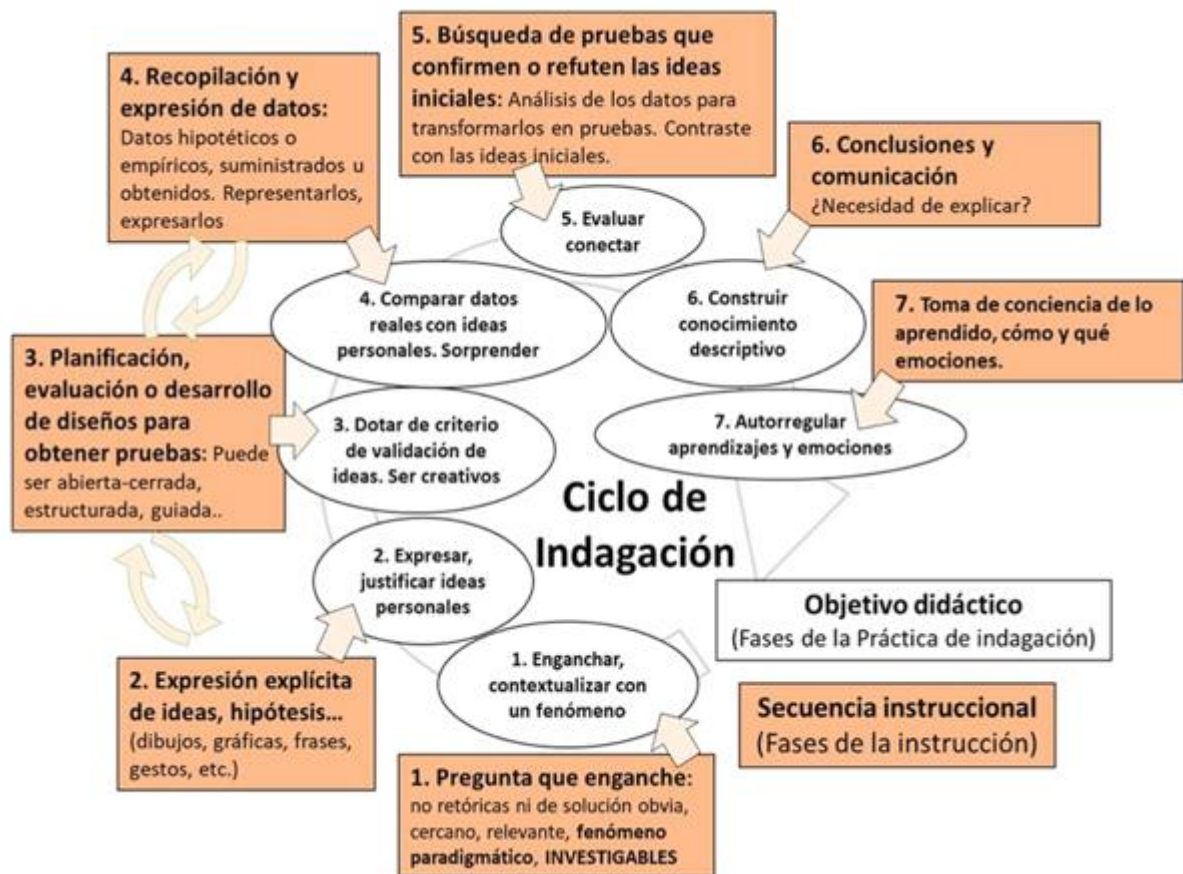 5. Búsqueda de pruebas que
confirmen o refuten las ideas
iniciales: Análisis de los datos para
transformarlos en pruebas. Contraste
con las ideas iniciales.
4. Recopilación y
expresión de datos:
Datos hipotéticos o
empíricos, suministrados u
obtenidos. Representarlos,
expresarlos
6. Conclusiones y
comunicación
¿Necesidad de explicar?
5. Evaluar
conectar
4. Comparar datos
reales con ideas
personales. Sorprender
6. Construir
conocimiento
descriptivo
7. Toma de conciencia de lo
aprendido, cómo y qué
emociones.
3. Planificación,
evaluación o desarrollo
de diseños para
obtener pruebas: Puede
ser abierta-cerrada,
estructurada, guiada..
3. Dotar de criterio
de validación de
ideas. Ser creativos
7. Autorregular
aprendizajes y emociones
Ciclo de
Indagación
2. Expresar,
justificar ideas
personales
Objetivo didáctico
(Fases de la Práctica de indagación)
1. Enganchar,
contextualizar con
un fenómeno
2. Expresión explícita
de ideas, hipótesis...
(dibujos, gráficas, frases,
gestos, etc.)
Secuencia instruccional
(Fases de la instrucción)
1. Pregunta que enganche:
no retóricas ni de solución obvia,
cercano, relevante, fenómeno
paradigmático, INVESTIGABLES